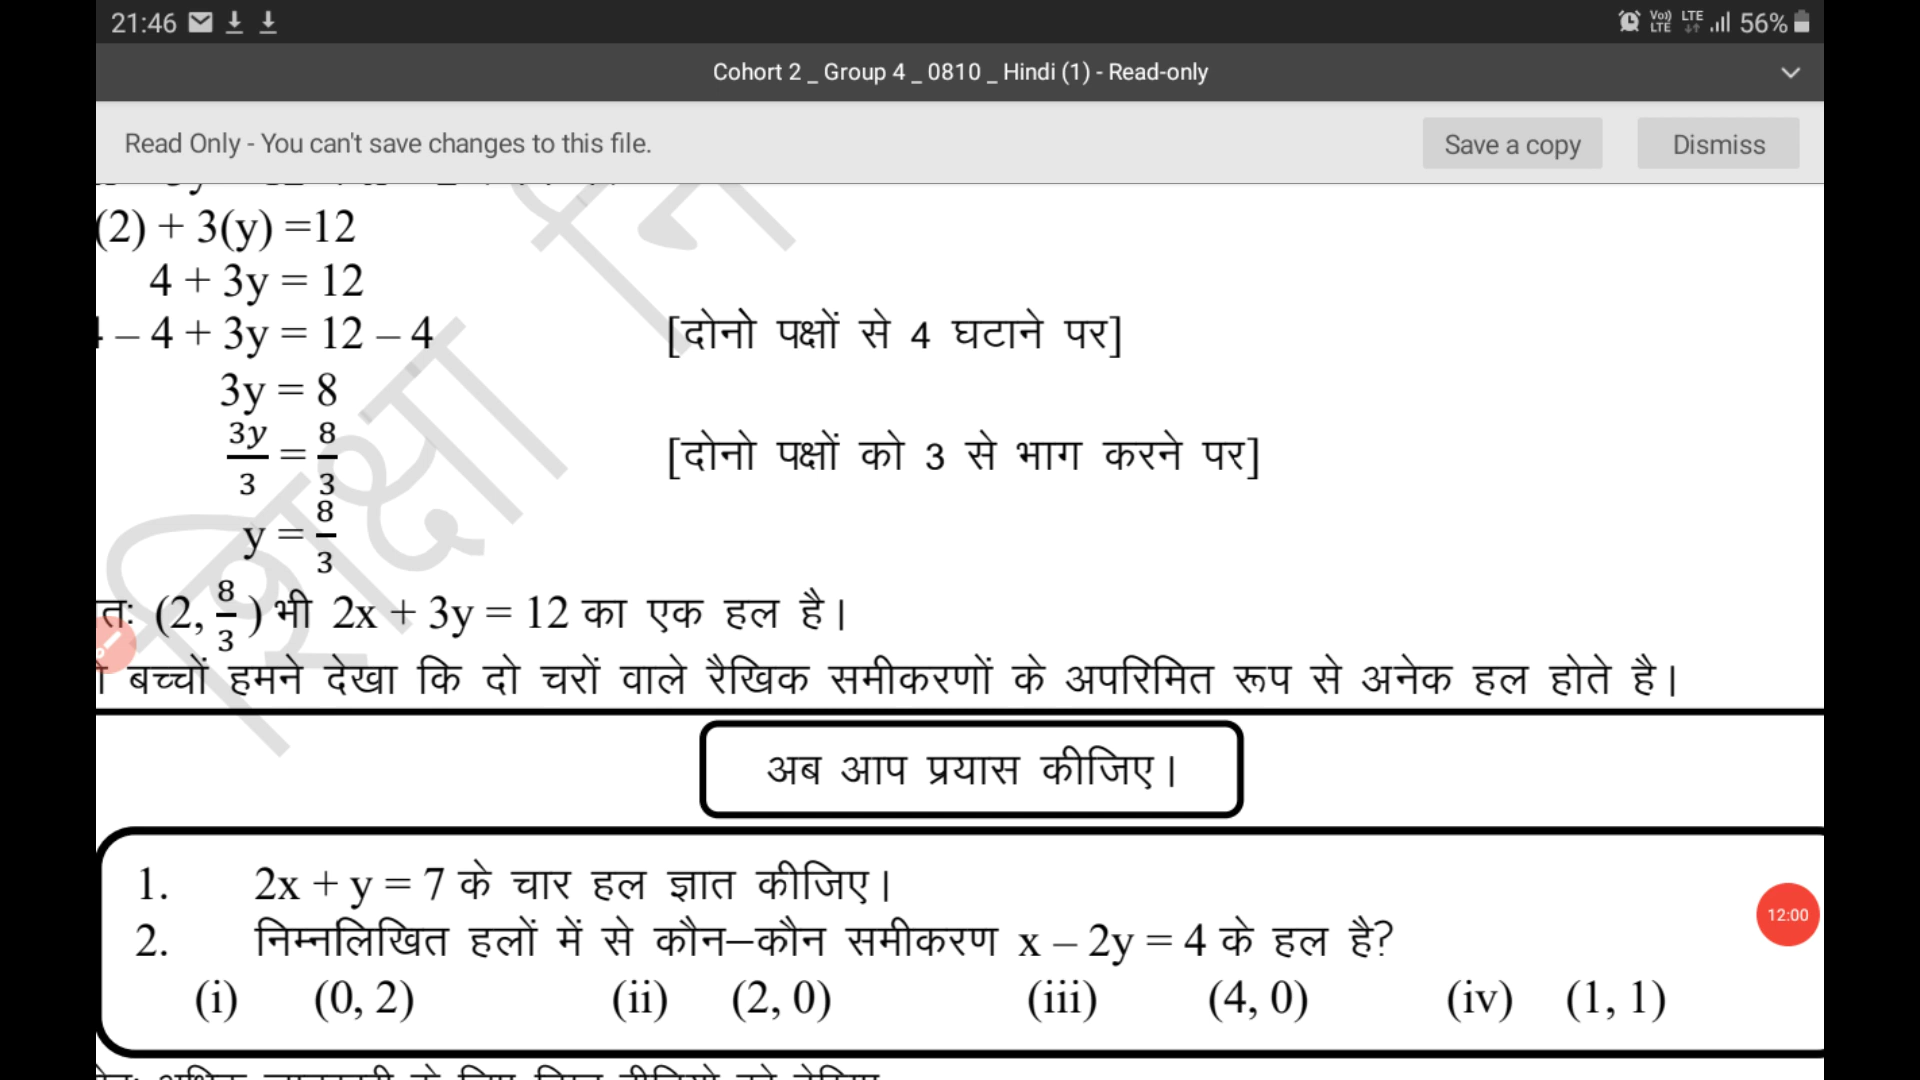 21:46 Vo)) LTE LTE 56%
Cohort 2 _ Group 4 _ 0810 _ Hindi (1) - Read-only
Read Only - You can't save changes to this file. Save a copy Dismiss
(2) + 3(y) =12
4 + 3y = 12
– 4 + 3y = 12 – 4 [दोनो पक्षों से 4 घटाने पर]
3y = 8
3y/3 = 8/3 [दोनो पक्षों को 3 से भाग करने पर]
y = 8/3
तः (2, 8/3 ) भी 2x + 3y = 12 का एक हल है।
बच्चों हमने देखा कि दो चरों वाले रैखिक समीकरणों के अपरिमित रूप से अनेक हल होते है।
अब आप प्रयास कीजिए।
1. 2x + y = 7 के चार हल ज्ञात कीजिए।
2. निम्नलिखित हलों में से कौन–कौन समीकरण x – 2y = 4 के हल है?
12:00
(i) (0, 2) (ii) (2, 0) (iii) (4, 0) (iv) (1, 1)
शिक्षा नि